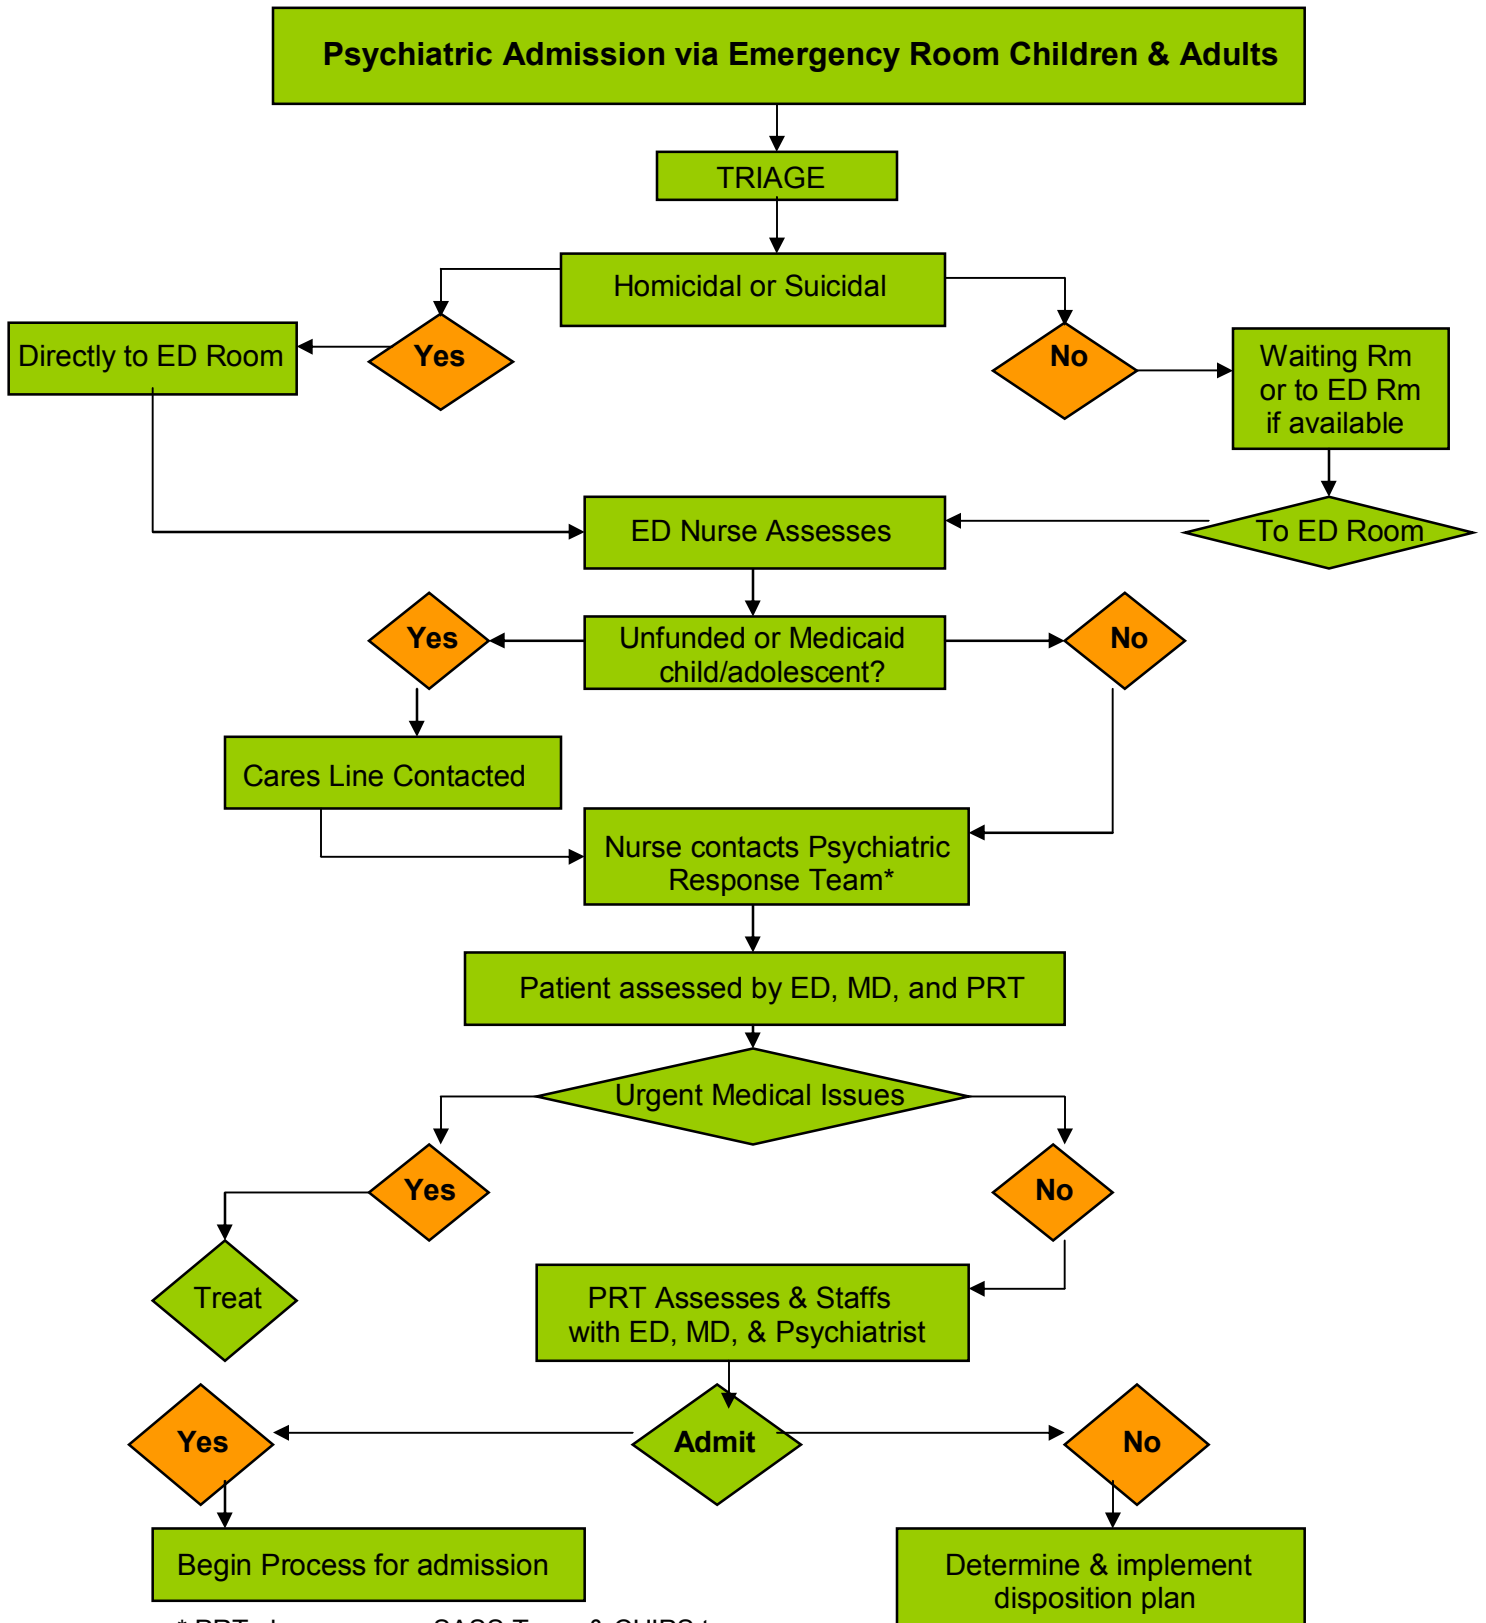 Psychiatric Admission via Emergency Room Children & Adults
TRIAGE
Homicidal or Suicidal
Directly to ED Room
Yes
No
Waiting Rm
or to ED Rm
if available
ED Nurse Assesses
To ED Room
Yes
Unfunded or Medicaid
child/adolescent?
No
Cares Line Contacted
Nurse contacts Psychiatric
Response Team*
Patient assessed by ED, MD, and PRT
Urgent Medical Issues
Yes
No
Treat
PRT Assesses & Staffs
with ED, MD, & Psychiatrist
Yes
Admit
No
Begin Process for admission
Determine & implement
disposition plan
* PRT SASS Team & CHIPS